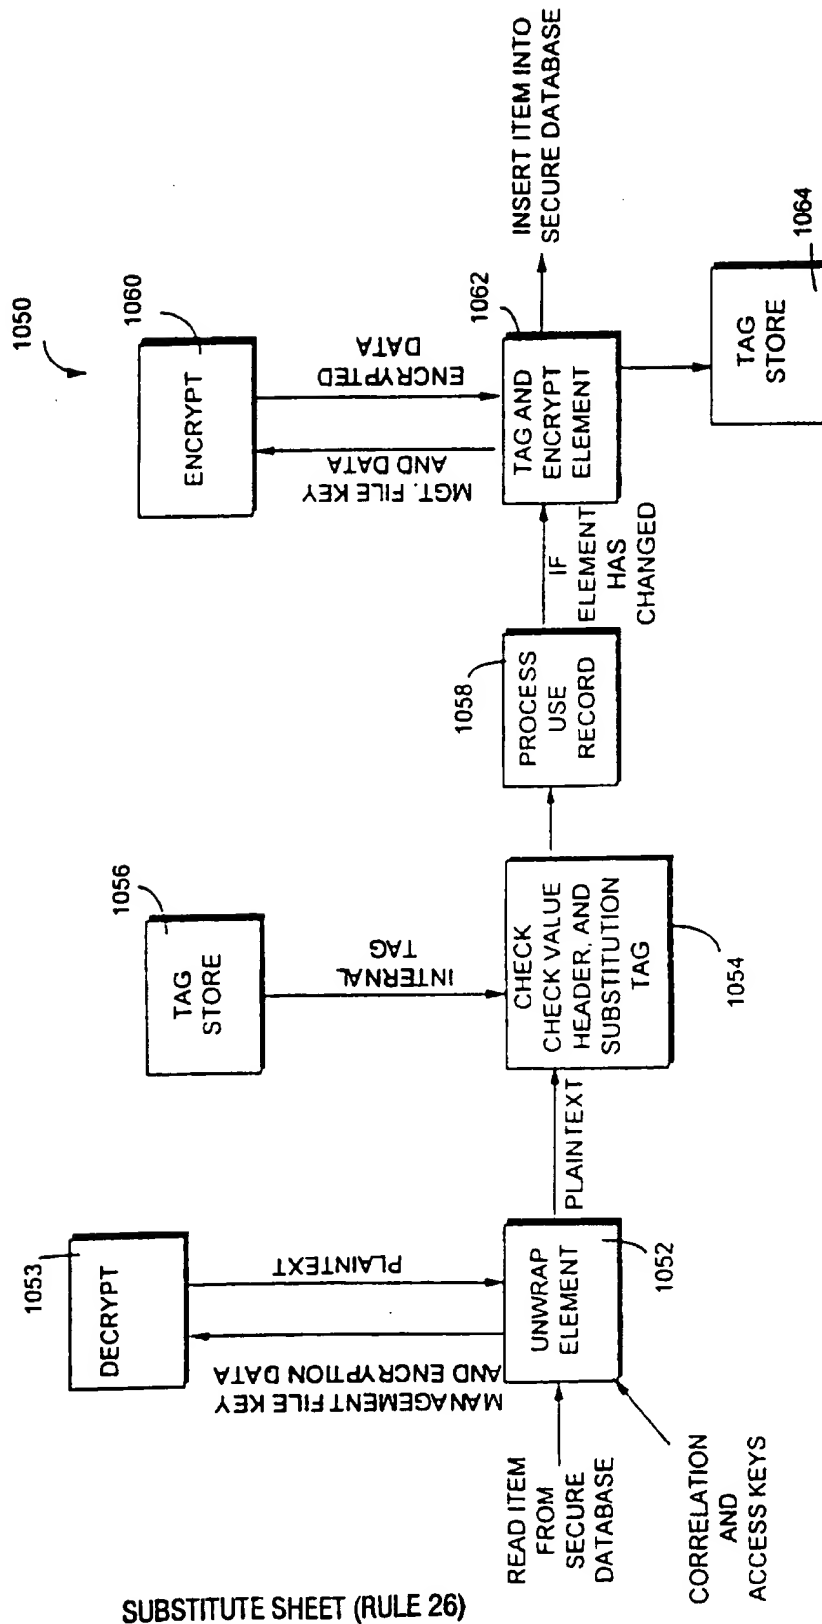 1050
1053
DECRYPT
MANAGEMENT FILE KEY
AND ENCRYPTION DATA
PLAINTEXT
READ ITEM
FROM
SECURE
DATABASE
CORRELATION
AND
ACCESS KEYS
UNWRAP
ELEMENT
1052
PLAINTEXT
1056
TAG
STORE
INTERNAL
TAG
CHECK
CHECK VALUE
HEADER, AND
SUBSTITUTION
TAG
1054
1058
PROCESS
USE
RECORD
IF
ELEMENT
HAS
CHANGED
1060
ENCRYPT
MGT. FILE KEY
AND DATA
ENCRYPTED
DATA
1062
TAG AND
ENCRYPT
ELEMENT
INSERT ITEM INTO
SECURE DATABASE
TAG
STORE
1064
SUBSTITUTE SHEET (RULE 26)